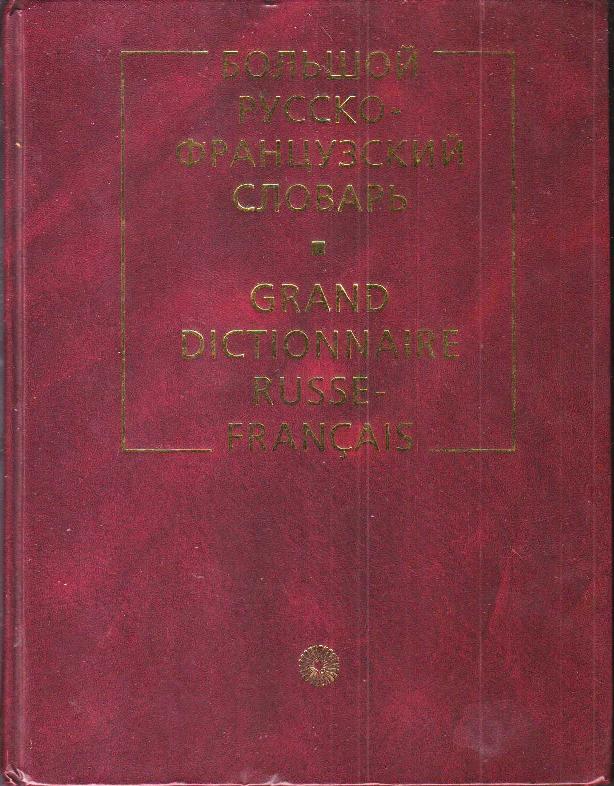 БОЛЬШОЙ
РУССКО-
ФРАНЦУЗСКИЙ
СЛОВАРЬ
GRAND
DICTIONNAIRE
RUSSE-
FRANÇAIS